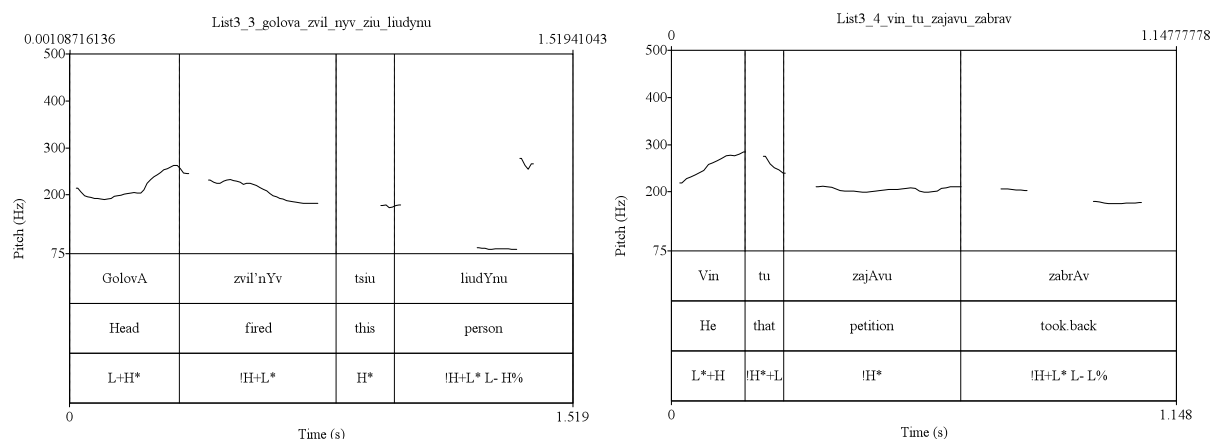 List3_3_golova_zvil_nyv_ziu_liudynu
0.00108716136 1.51941043
500
400
300
200
75
Pitch (Hz)
GolovA zvil'nYv tsiu liudYnu
Head fired this person
L+H* !H+L* H* !H+L* L- H%
0 1.519
Time (s)
List3_4_vin_tu_zajavu_zabrav
0 1.14777778
500
400
300
200
75
Pitch (Hz)
Vin tu zajAvu zabrAv
He that petition took.back
L*+H !H*+L !H* !H+L* L- L%
0 1.148
Time (s)